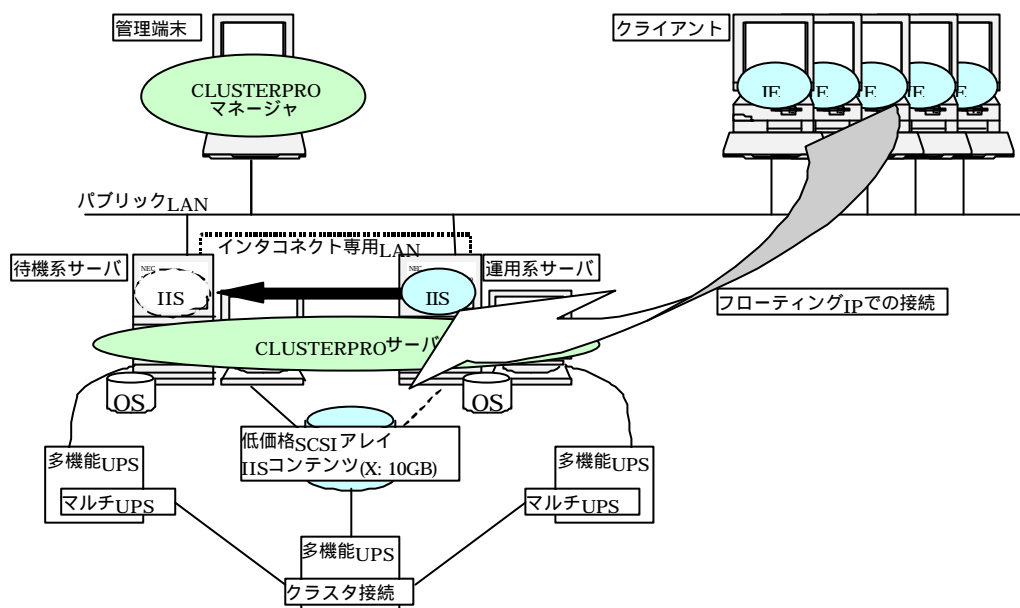 管理端末
CLUSTERPRO
マネージャ
クライアント
IE
E
E
E
E
パブリックLAN
インタコネクト専用LAN
待機系サーバ
NEC
IIS
NEC
IIS
運用系サーバ
フローティングIPでの接続
CLUSTERPROサーバ
OS
OS
低価格SCSIアレイ
IISコンテンツ(X: 10GB)
多機能UPS
マルチUPS
多機能UPS
マルチUPS
多機能UPS
クラスタ接続